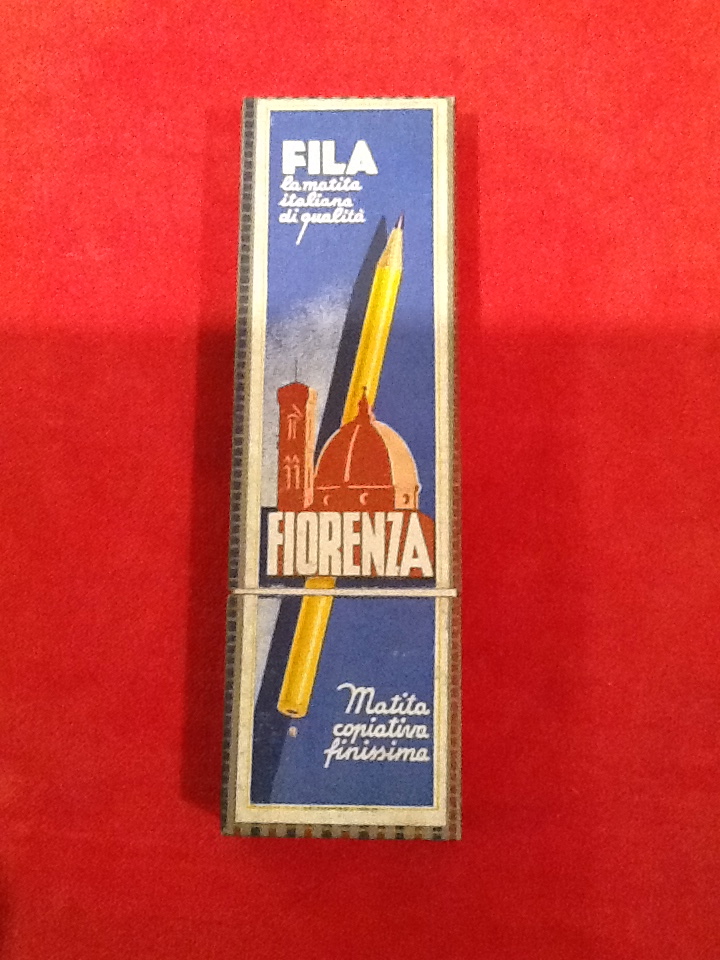 FILA
la matita
italiana
di qualità
FIORENZA
Matita
copiativa
finissima